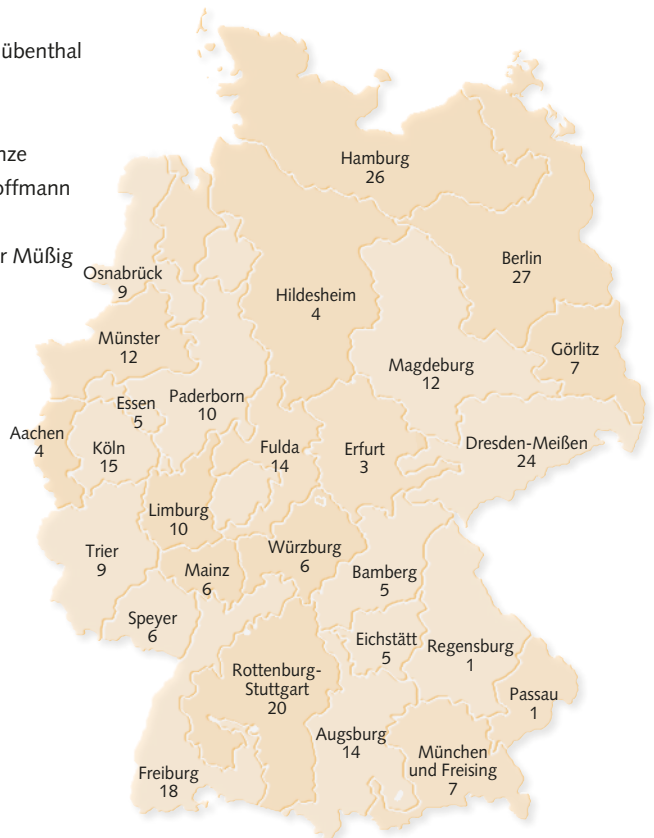 übenthal
nze
offmann
r Müßig
Hamburg
26
Berlin
27
Osnabrück
9
Hildesheim
4
Münster
12
Görlitz
7
Magdeburg
12
Paderborn
10
Essen
5
Aachen
4
Köln
15
Fulda
14
Erfurt
3
Dresden-Meißen
24
Limburg
10
Trier
9
Mainz
6
Würzburg
6
Bamberg
5
Speyer
6
Eichstätt
5
Regensburg
1
Rottenburg-
Stuttgart
20
Passau
1
Augsburg
14
München
und Freising
7
Freiburg
18